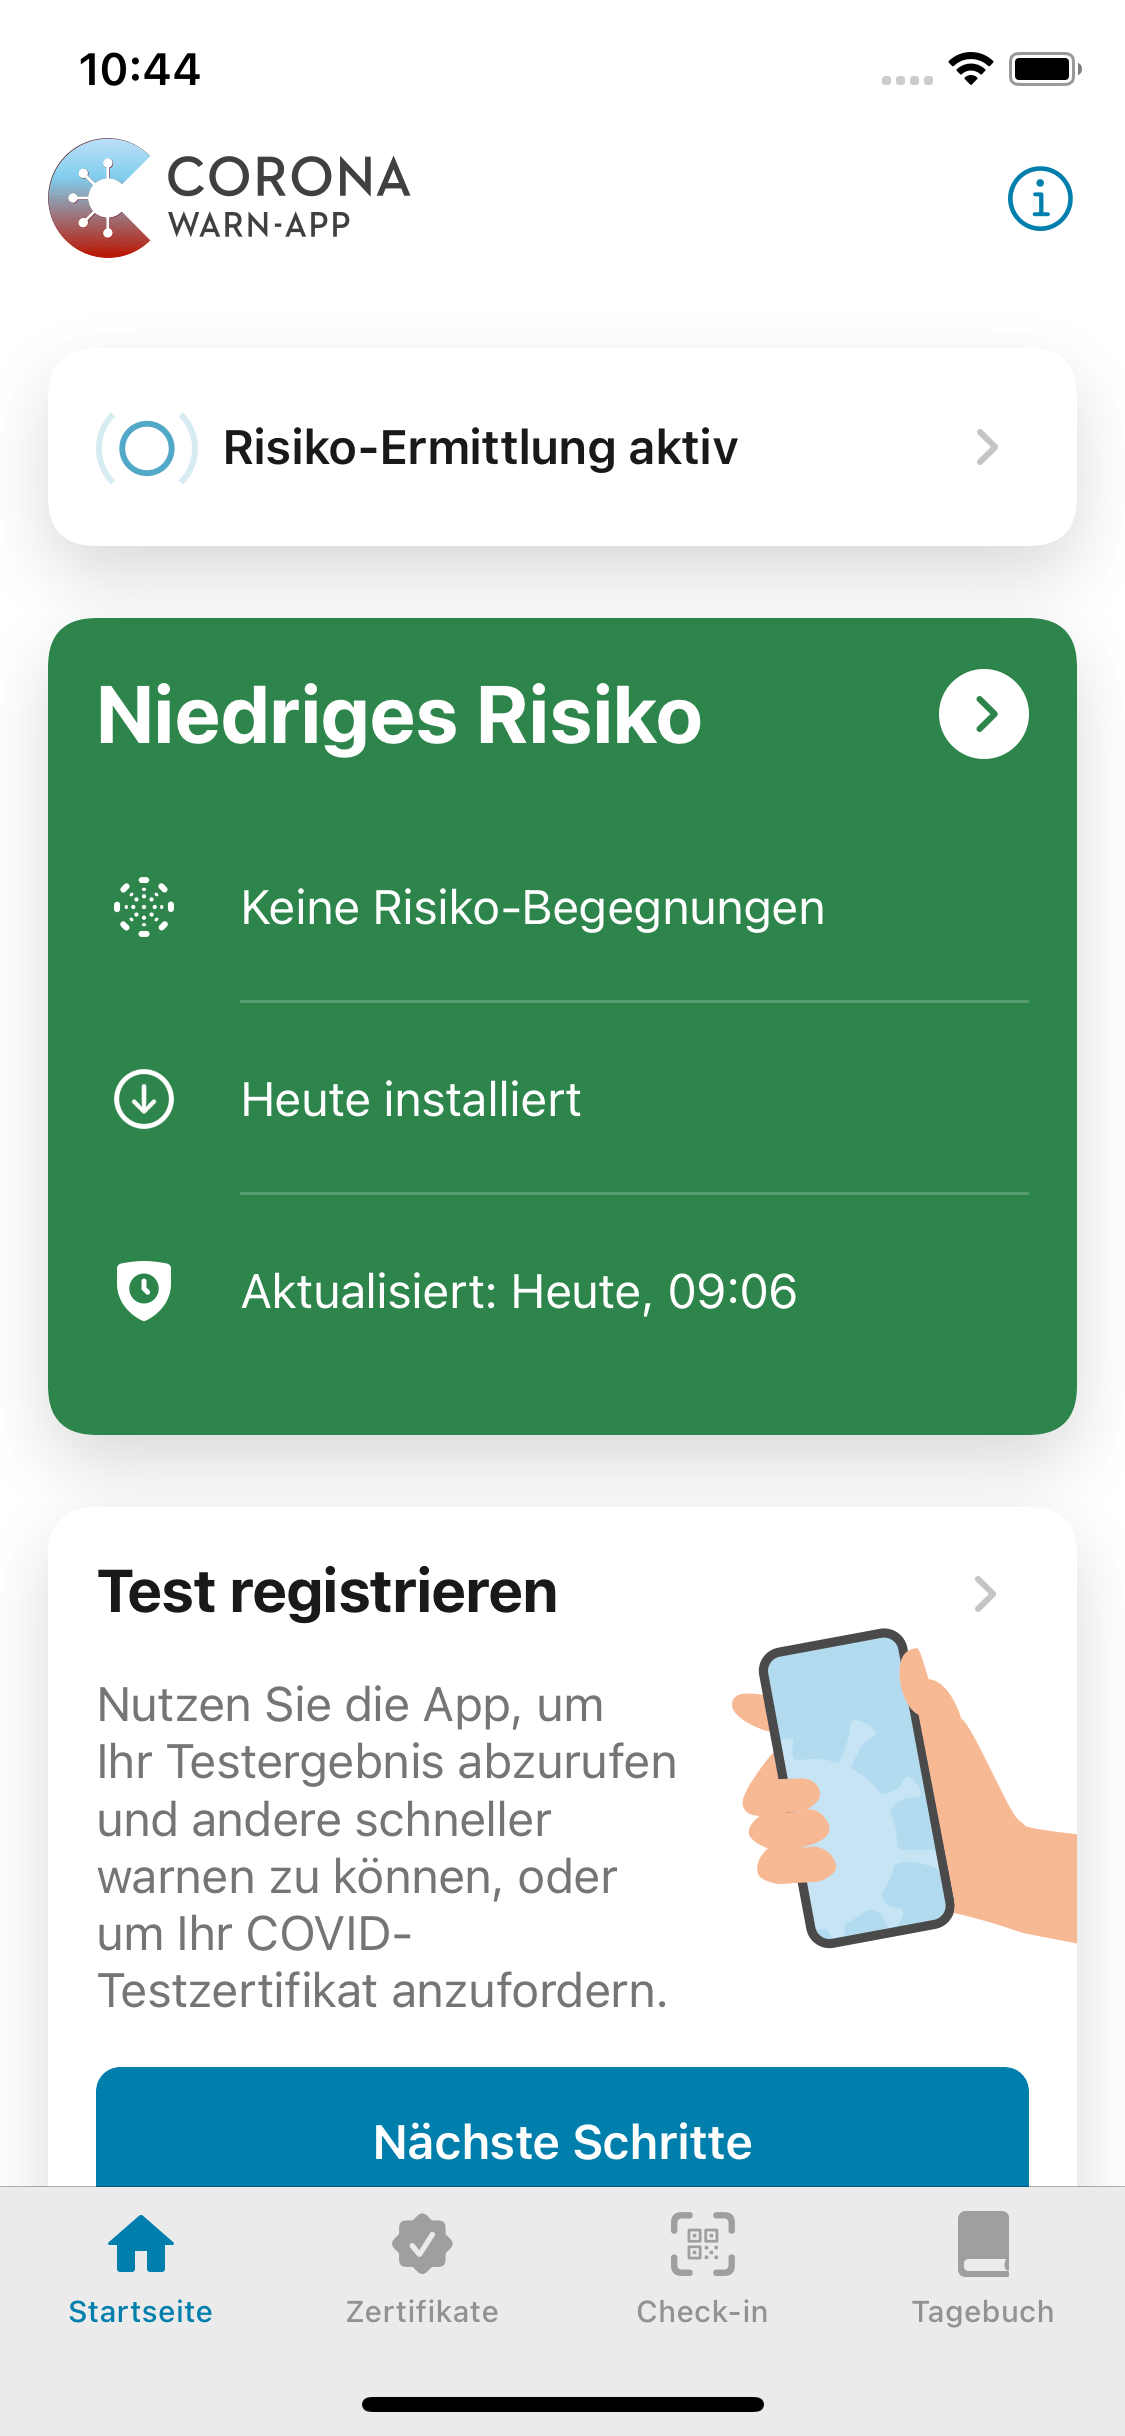 10:44
CORONA
WARN-APP
Risiko-Ermittlung aktiv
Niedriges Risiko
Keine Risiko-Begegnungen
Heute installiert
Aktualisiert: Heute, 09:06
Test registrieren
Nutzen Sie die App, um
Ihr Testergebnis abzurufen
und andere schneller
warnen zu können, oder
um Ihr COVID-
Testzertifikat anzufordern.
Nächste Schritte
Startseite
Zertifikate
Check-in
Tagebuch